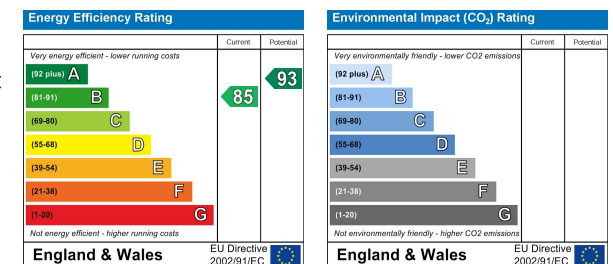 Energy Efficiency Rating
Current Potential
Very energy efficient - lower running costs
(92 plus) A
(81-91) B
(69-80) C
(55-68) D
(39-54) E
(21-38) F
(1-20) G
85
93
Not energy efficient - higher running costs
England & Wales
EU Directive
2002/91/EC
Environmental Impact (CO₂) Rating
Current Potential
Very environmentally friendly - lower CO2 emissions
(92 plus) A
(81-91) B
(69-80) C
(55-68) D
(39-54) E
(21-38) F
(1-20) G
Not environmentally friendly - higher CO2 emissions
England & Wales
EU Directive
2002/91/EC